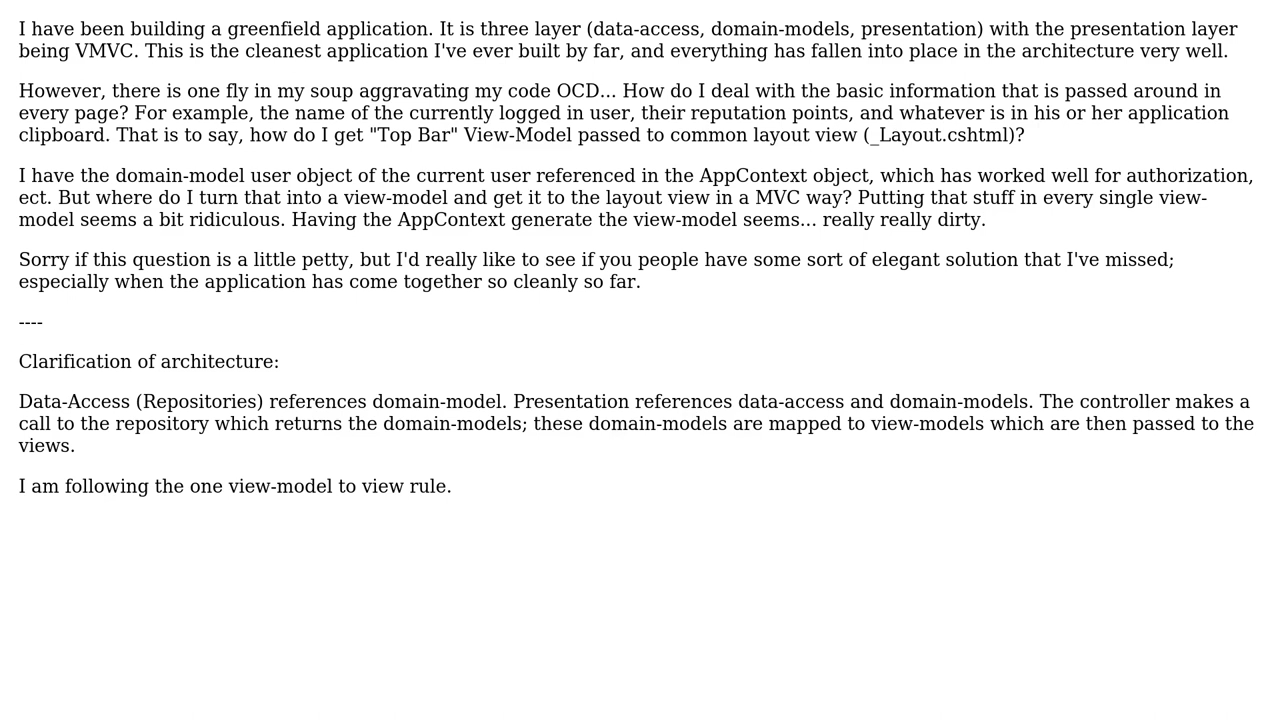 I have been building a greenfield application. It is three layer (data-access, domain-models, presentation) with the presentation layer
being VMVC. This is the cleanest application I've ever built by far, and everything has fallen into place in the architecture very well.
However, there is one fly in my soup aggravating my code OCD... How do I deal with the basic information that is passed around in
every page? For example, the name of the currently logged in user, their reputation points, and whatever is in his or her application
clipboard. That is to say, how do I get "Top Bar" View-Model passed to common layout view (_Layout.cshtml)?
I have the domain-model user object of the current user referenced in the AppContext object, which has worked well for authorization,
ect. But where do I turn that into a view-model and get it to the layout view in a MVC way? Putting that stuff in every single view-
model seems a bit ridiculous. Having the AppContext generate the view-model seems... really really dirty.
Sorry if this question is a little petty, but I'd really like to see if you people have some sort of elegant solution that I've missed;
especially when the application has come together so cleanly so far.
----
Clarification of architecture:
Data-Access (Repositories) references domain-model. Presentation references data-access and domain-models. The controller makes a
call to the repository which returns the domain-models; these domain-models are mapped to view-models which are then passed to the
views.
I am following the one view-model to view rule.